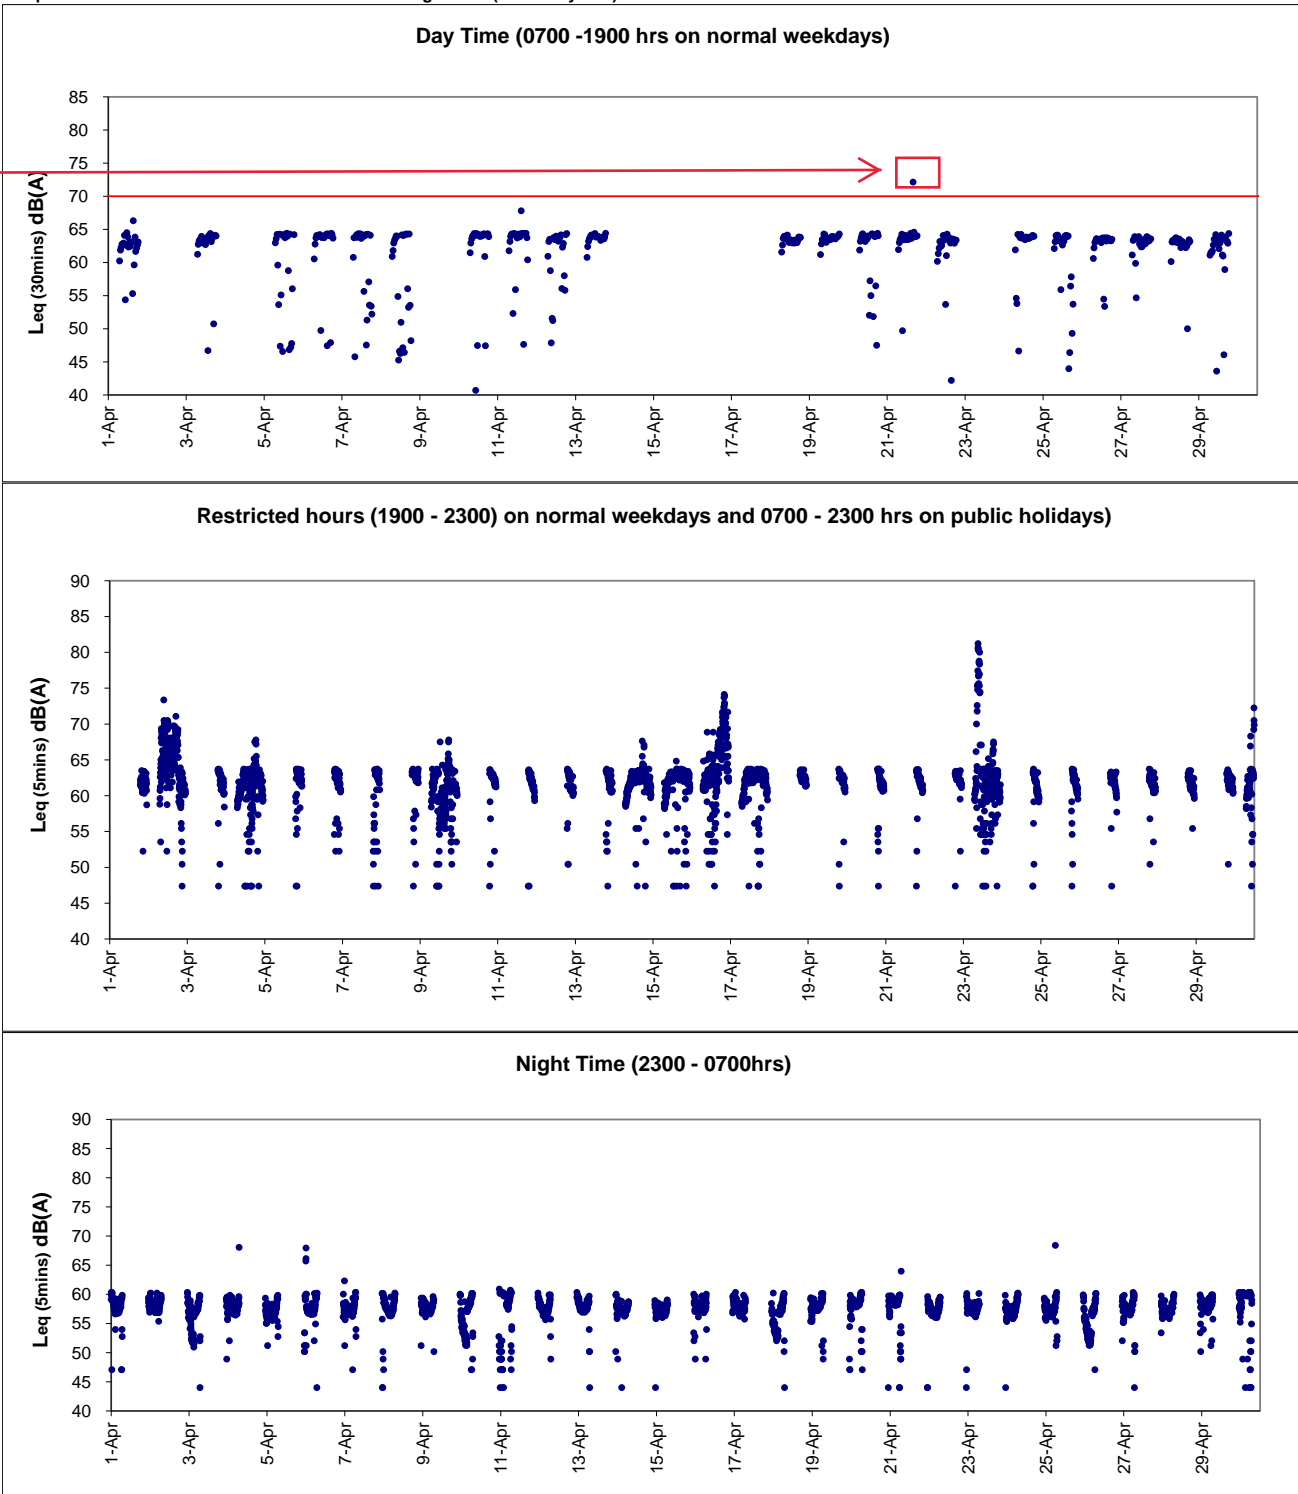 Day Time (0700 -1900 hrs on normal weekdays)
85
80
75
70
65
60
55
50
45
40
Leq (30mins) dB(A)
1-Apr
3-Apr
5-Apr
7-Apr
9-Apr
11-Apr
13-Apr
15-Apr
17-Apr
19-Apr
21-Apr
23-Apr
25-Apr
27-Apr
29-Apr
Restricted hours (1900 - 2300) on normal weekdays and 0700 - 2300 hrs on public holidays)
90
85
80
75
70
65
60
55
50
45
40
Leq (5mins) dB(A)
1-Apr
3-Apr
5-Apr
7-Apr
9-Apr
11-Apr
13-Apr
15-Apr
17-Apr
19-Apr
21-Apr
23-Apr
25-Apr
27-Apr
29-Apr
Night Time (2300 - 0700hrs)
90
85
80
75
70
65
60
55
50
45
40
Leq (5mins) dB(A)
1-Apr
3-Apr
5-Apr
7-Apr
9-Apr
11-Apr
13-Apr
15-Apr
17-Apr
19-Apr
21-Apr
23-Apr
25-Apr
27-Apr
29-Apr